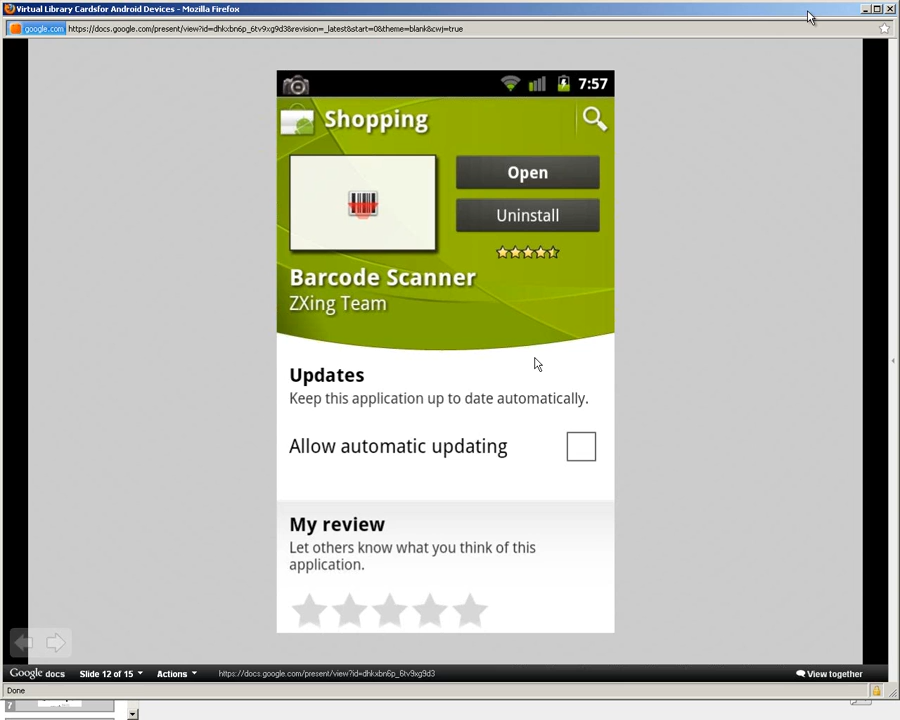 Virtual Library Cardsfor Android Devices - Mozilla Firefox
google.com https://docs.google.com/present/view?id=dhkxbn6p_6tv9xg9d3&revision=_latest&start=0&theme=blank&cwj=true
7:57
Shopping
Open
Uninstall
Barcode Scanner
ZXing Team
Updates
Keep this application up to date automatically.
Allow automatic updating
My review
Let others know what you think of this
application.
Google docs Slide 12 of 15 Actions https://docs.google.com/present/view?id=dhkxbn6p_6tv9xg9d3 View together
Done
7